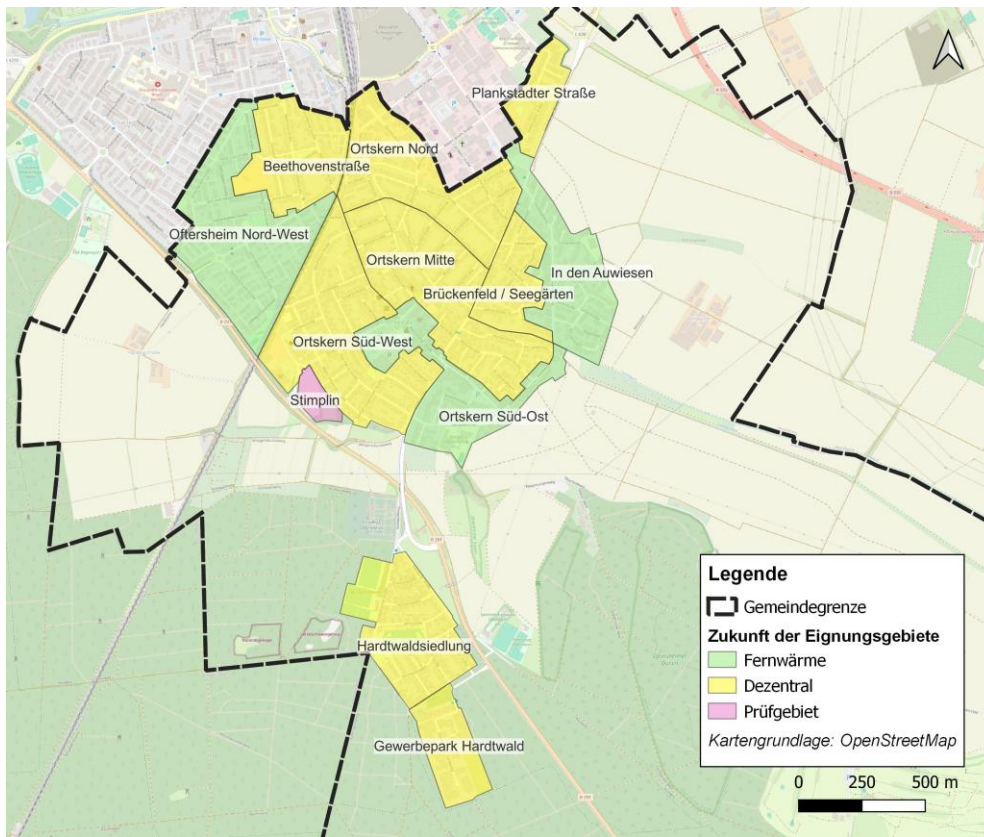 Plankstadter Straße
Ortskern Nord
Beethovenstraße
Oftersheim Nord-West
Ortskern Mitte
In den Auwiesen
Brückenfeld / Seegärten
Ortskern Süd-West
Stimplin
Ortskern Süd-Ost
Hardtwaldsiedlung
Gewerbepark Hardtwald
Legende
Gemeindegrenze
Zukunft der Eignungsgebiete
Fernwärme
Dezentral
Prüfgebiet
Kartengrundlage: OpenStreetMap
0 250 500 m